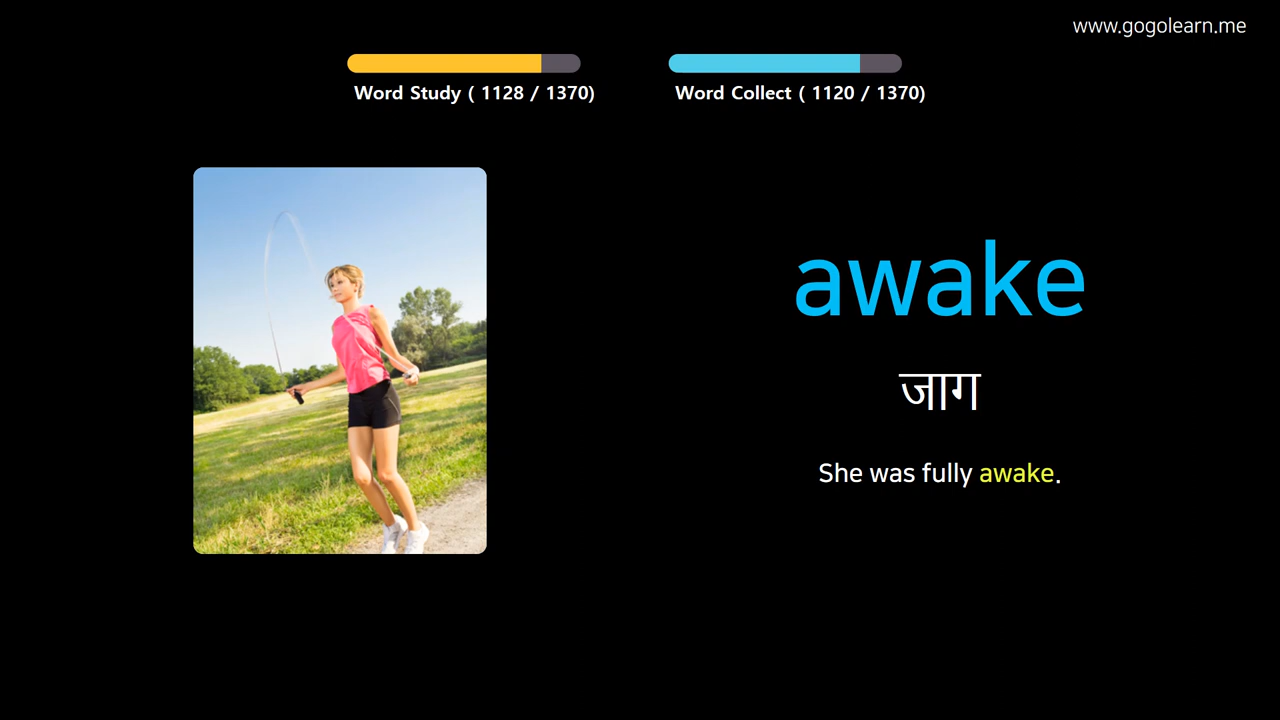 www.gogolearn.me
Word Study ( 1128 / 1370)
Word Collect ( 1120 / 1370)
awake
जाग
She was fully awake.